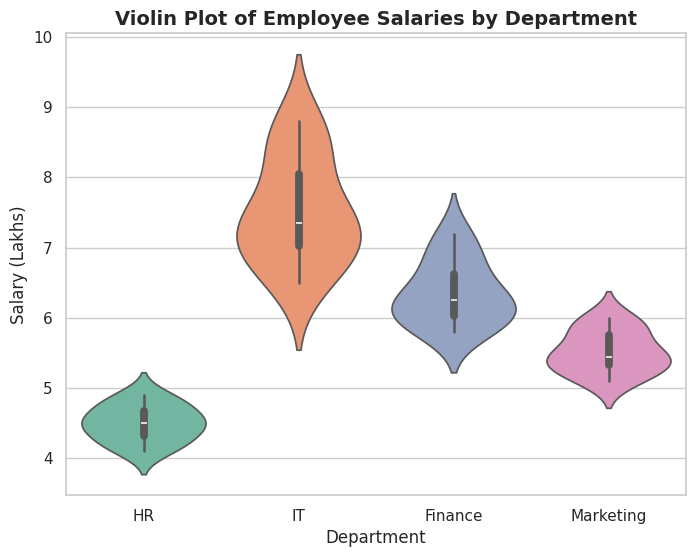 Violin Plot of Employee Salaries by Department
10
9
8
7
6
5
4
Salary (Lakhs)
HR
IT
Finance
Marketing
Department